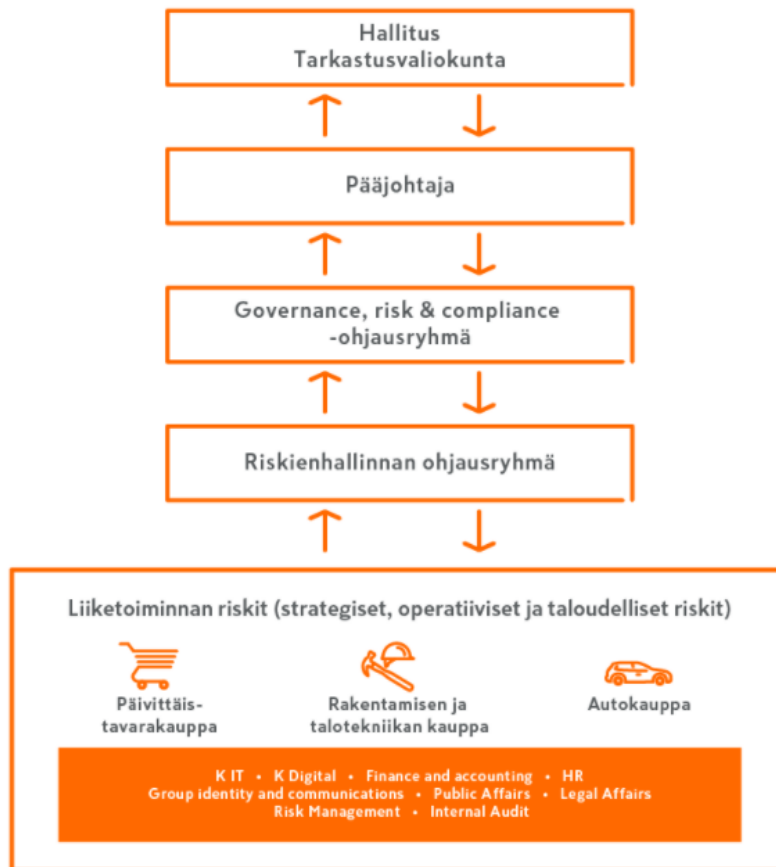 Hallitus
Tarkastusvaliokunta
Pääjohtaja
Governance, risk & compliance
-ohjausryhmä
Riskienhallinnan ohjausryhmä
Liiketoiminnan riskit (strategiset, operatiiviset ja taloudelliset riskit)
Päivittäis-
tavarakauppa
Rakentamisen ja
talotekniikan kauppa
Autokauppa
K IT • K Digital • Finance and accounting • HR
Group identity and communications • Public Affairs • Legal Affairs
Risk Management • Internal Audit